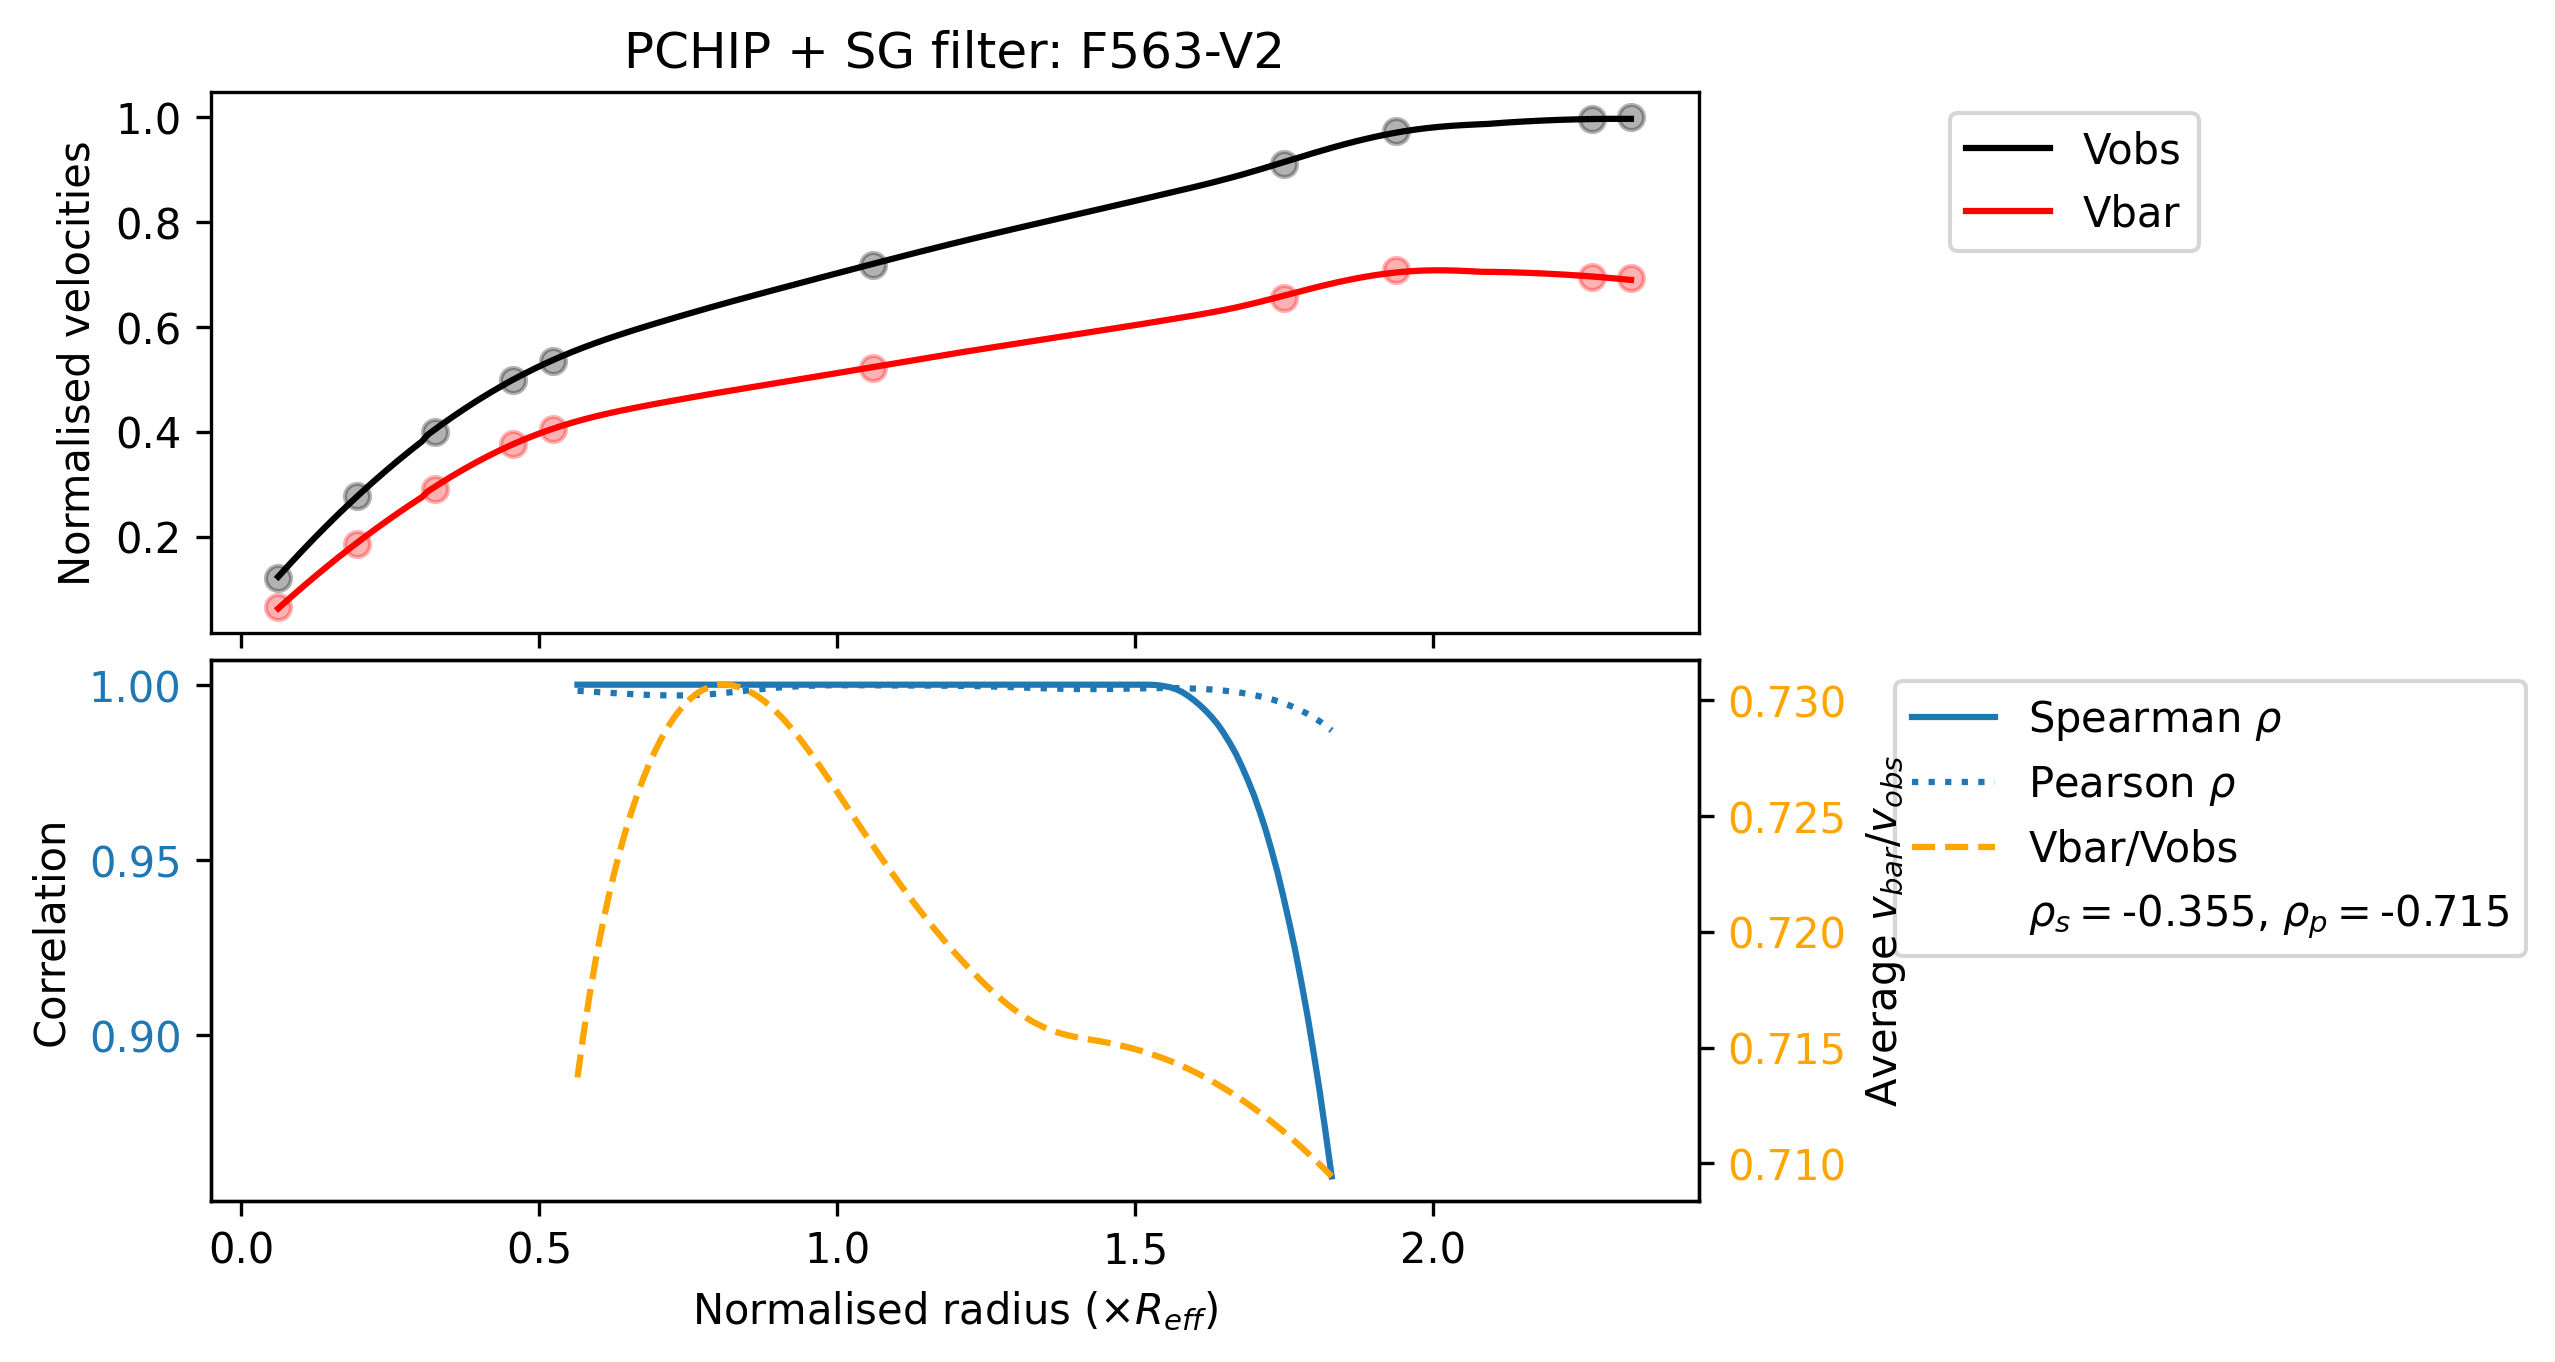 PCHIP + SG filter: F563-V2
Normalised velocities
1.0
0.8
0.6
0.4
0.2
Vobs
Vbar
Correlation
1.00
0.95
0.90
0.730
0.725
0.720
0.715
0.710
Average v_bar/v_obs
Spearman ρ
Pearson ρ
Vbar/Vobs
ρ_s = -0.355, ρ_p = -0.715
0.0 0.5 1.0 1.5 2.0
Normalised radius (×R_eff)